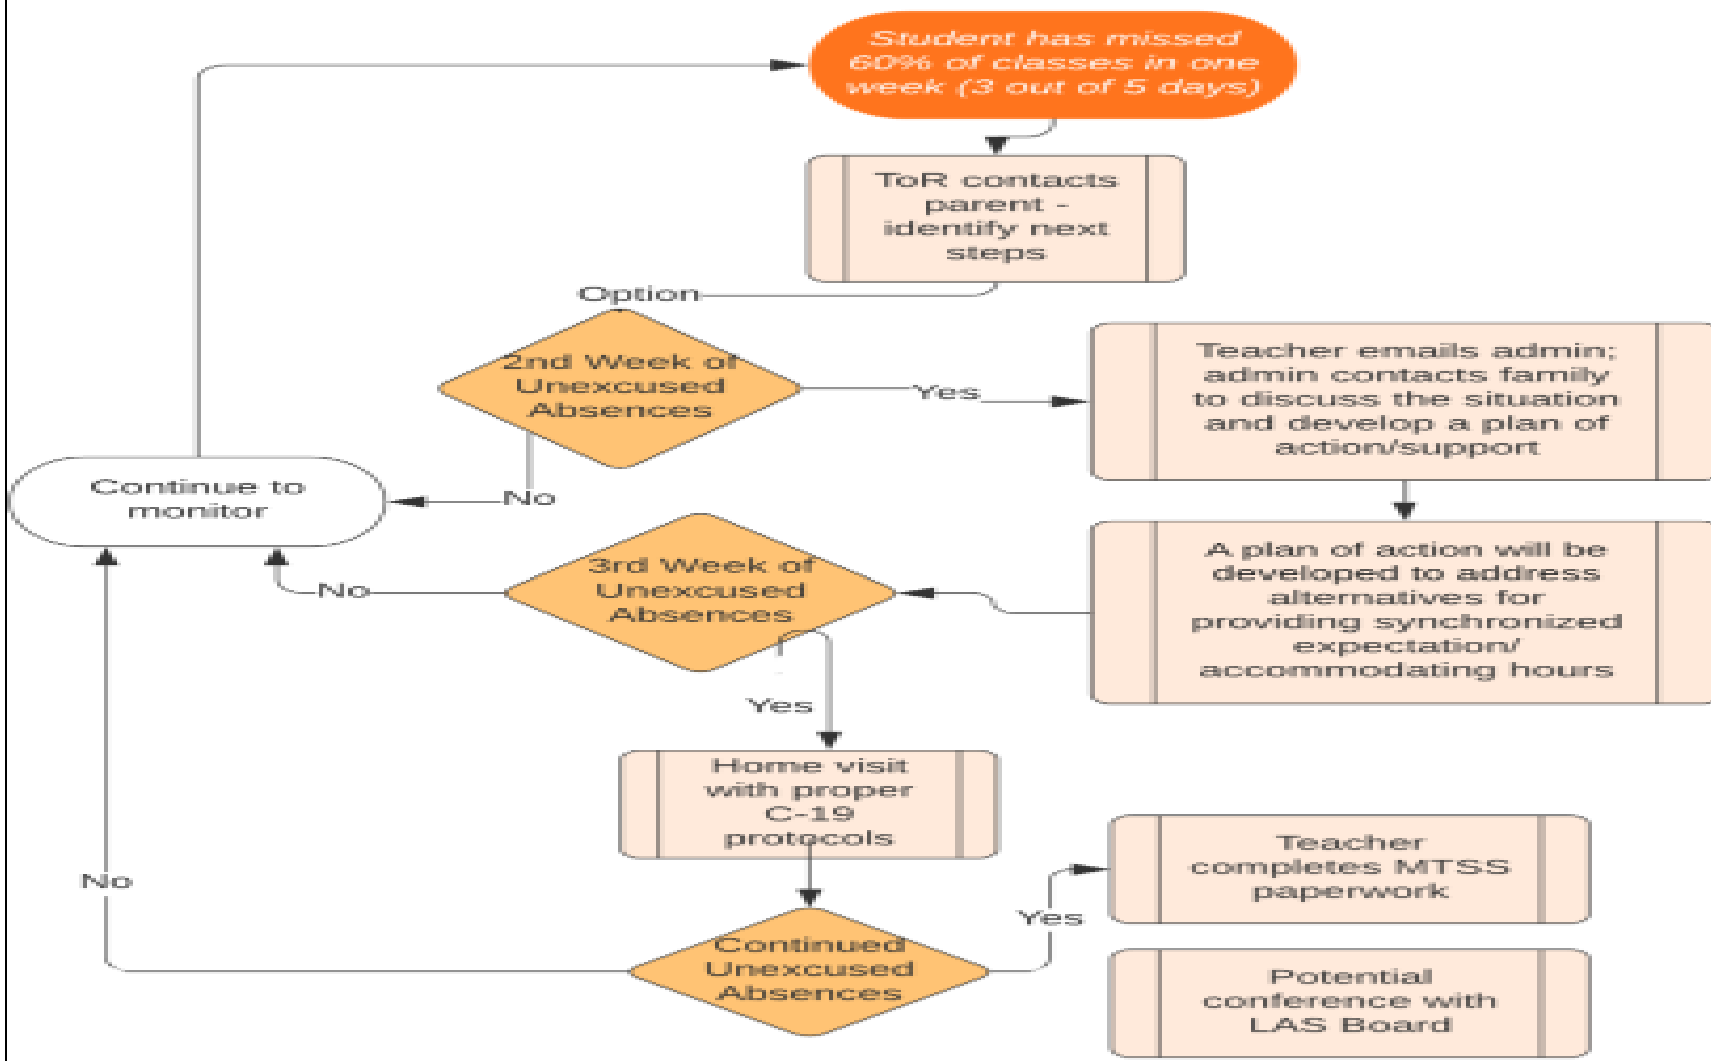 Student has missed
60% of classes in one
week (3 out of 5 days)
ToR contacts
parent -
identify next
steps
Option
2nd Week of
Unexcused
Absences
Yes
Teacher emails admin;
admin contacts family
to discuss the situation
and develop a plan of
action/support
No
Continue to
monitor
A plan of action will be
developed to address
alternatives for
providing synchronized
expectation/
accommodating hours
3rd Week of
Unexcused
Absences
No
Yes
Home visit
with proper
C-19
protocols
Continued
Unexcused
Absences
No
Yes
Teacher
completes MTSS
paperwork
Potential
conference with
LAS Board